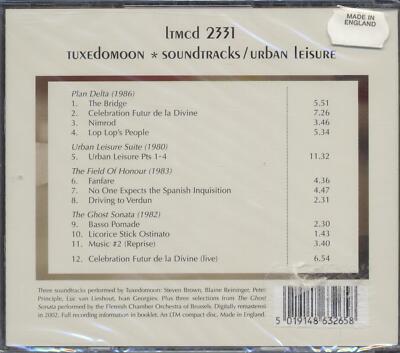 MADE IN
ENGLAND
LTMCD 2331
TUXEDOMOON * SOUNDTRACKS/URBAN LEISURE
Plan Delta (1986)
1. The Bridge 5.51
2. Celebration Futur de la Divine 7.26
3. Nimrod 3.46
4. Lop Lop's People 5.34
Urban Leisure Suite (1980)
5. Urban Leisure Pts 1-4 11.32
The Field Of Honour (1983)
6. Fanfare 4.36
7. No One Expects the Spanish Inquisition 4.47
8. Driving to Verdun 2.31
The Ghost Sonata (1982)
9. Basso Pomade 2.30
10. Licorice Stick Ostinato 1.43
11. Music #2 (Reprise) 3.40
12. Celebration Futur de la Divine (live) 6.54
Three soundtracks performed by Tuxedomoon: Steven Brown, Blaine Reininger, Peter
Principle, Luc van Lieshout, Ivan Georgiev. Plus three selections from The Ghost
Sonata performed by the Flemish Chamber Orchestra of Brussels. Digitally remastered
in 2002. Full recording information in booklet. An LTM compact disc. Made in England.
5 019148 632658